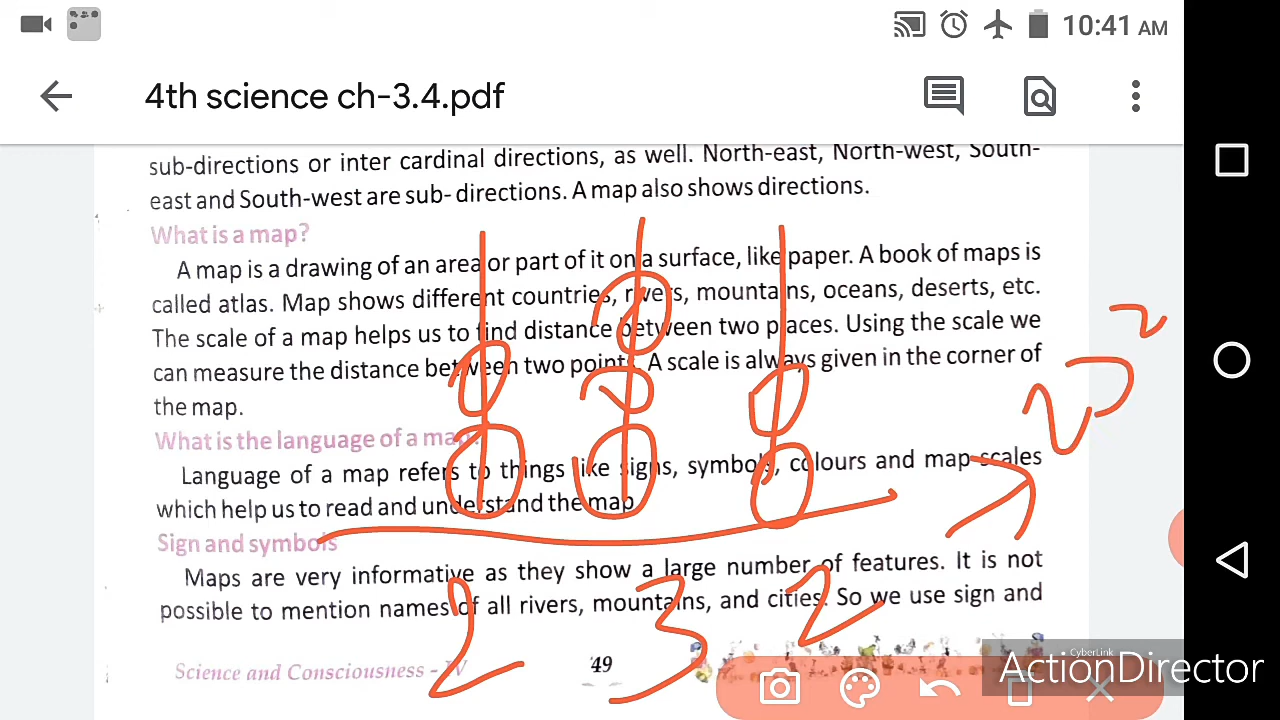 10:41 AM
4th science ch-3.4.pdf
sub-directions or inter cardinal directions, as well. North-east, North-west, South-
east and South-west are sub- directions. A map also shows directions.
What is a map?
A map is a drawing of an area or part of it on a surface, like paper. A book of maps is
called atlas. Map shows different countries, rivers, mountains, oceans, deserts, etc.
The scale of a map helps us to find distance between two places. Using the scale we
can measure the distance between two points. A scale is always given in the corner of
the map.
What is the language of a map?
Language of a map refers to things like signs, symbols, colours and map scales
which help us to read and understand the map.
Sign and symbols
Maps are very informative as they show a large number of features. It is not
possible to mention names of all rivers, mountains, and cities. So we use sign and
2 3 2
Science and Consciousness - IV
49
CyberLink
ActionDirector